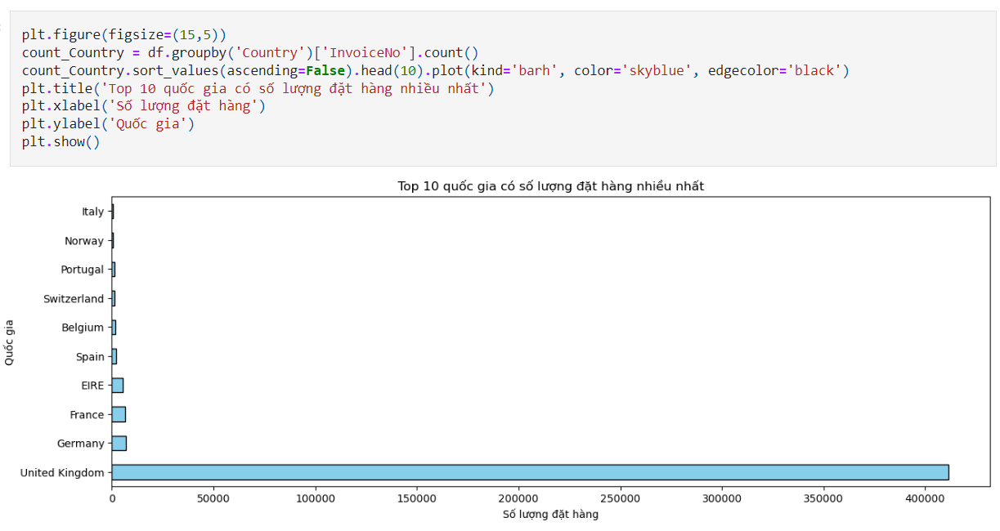 plt.figure(figsize=(15,5))
count_Country = df.groupby('Country')['InvoiceNo'].count()
count_Country.sort_values(ascending=False).head(10).plot(kind='barh', color='skyblue', edgecolor='black')
plt.title('Top 10 quốc gia có số lượng đặt hàng nhiều nhất')
plt.xlabel('Số lượng đặt hàng')
plt.ylabel('Quốc gia')
plt.show()
Top 10 quốc gia có số lượng đặt hàng nhiều nhất
Quốc gia
Italy
Norway
Portugal
Switzerland
Belgium
Spain
EIRE
France
Germany
United Kingdom
0 50000 100000 150000 200000 250000 300000 350000 400000
Số lượng đặt hàng